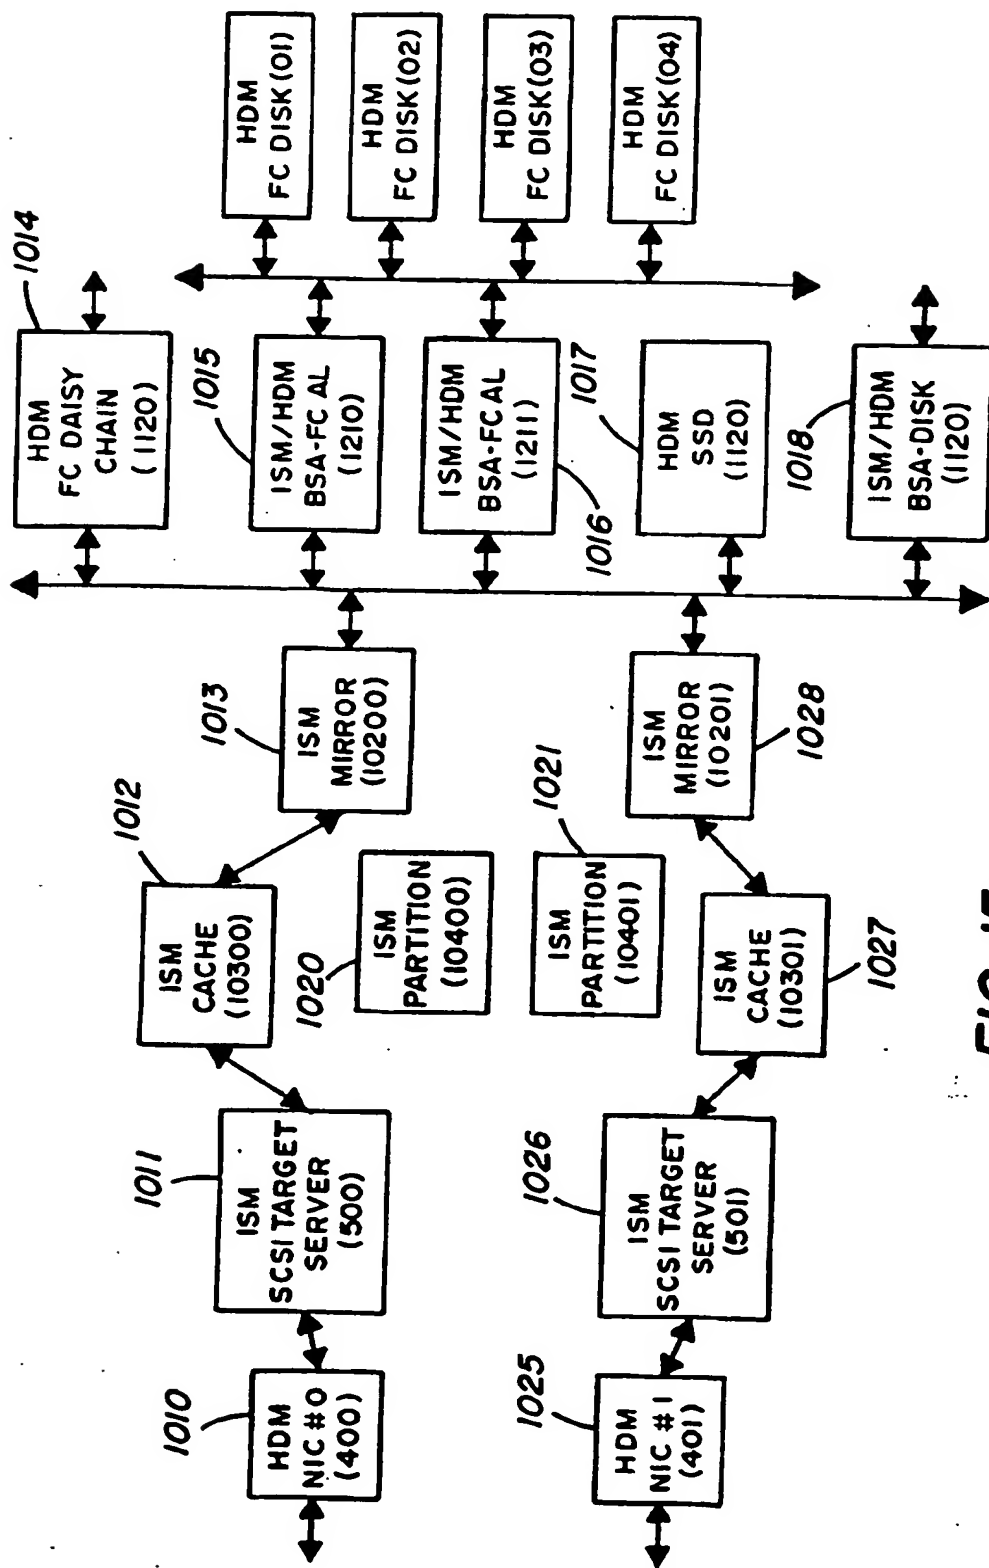 1010
HDM
NIC #0
(400)
1011
ISM
SCSI TARGET
SERVER
(500)
1012
ISM
CACHE
(10300)
1013
ISM
MIRROR
(10200)
1014
HDM
FC DAISY
CHAIN
(1120)
1015
ISM/HDM
BSA-FC AL
(1210)
ISM/HDM
BSA-FC AL
(1211)
1016
1017
HDM
SSD
(1120)
1018
ISM/HDM
BSA-DISK
(1120)
HDM
FC DISK(01)
HDM
FC DISK(02)
HDM
FC DISK(03)
HDM
FC DISK(04)
1020
ISM
PARTITION
(10400)
1021
ISM
PARTITION
(10401)
1025
HDM
NIC #1
(401)
1026
ISM
SCSI TARGET
SERVER
(501)
ISM
CACHE
(10301)
1027
ISM
MIRROR
(10201)
1028